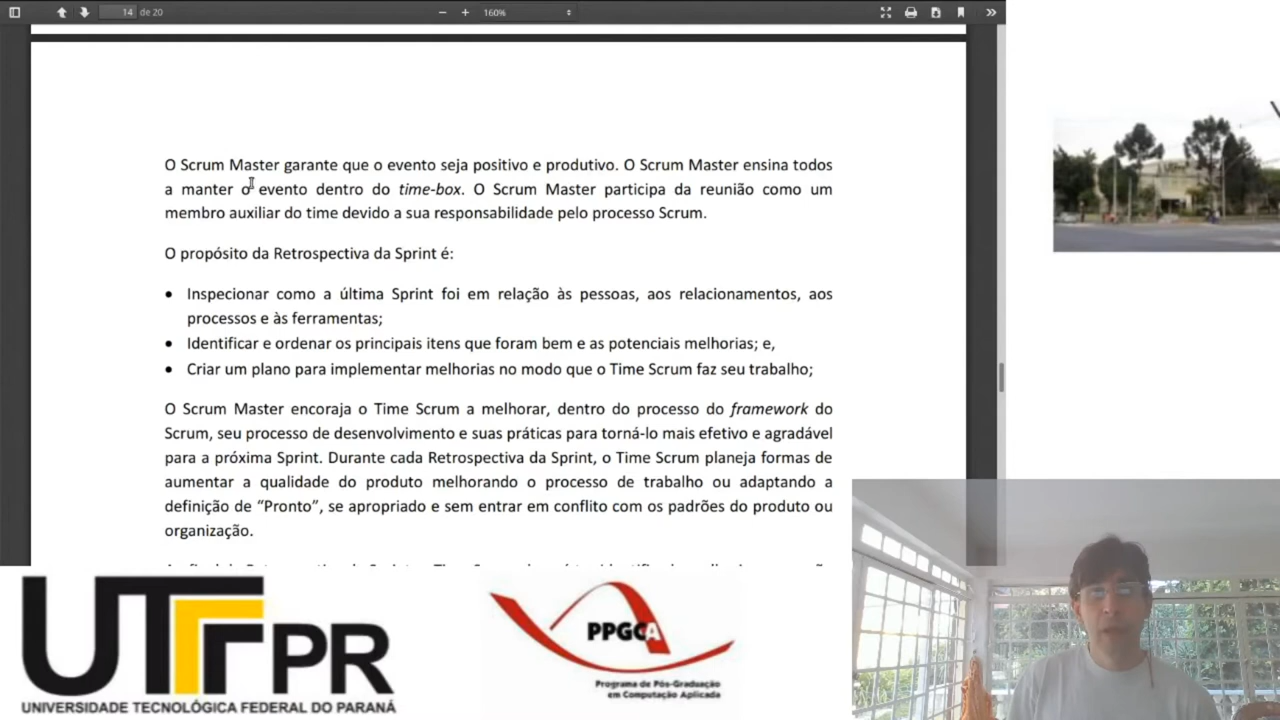 14 de 20
160%
O Scrum Master garante que o evento seja positivo e produtivo. O Scrum Master ensina todos
a manter o evento dentro do time-box. O Scrum Master participa da reunião como um
membro auxiliar do time devido a sua responsabilidade pelo processo Scrum.
O propósito da Retrospectiva da Sprint é:
• Inspecionar como a última Sprint foi em relação às pessoas, aos relacionamentos, aos
processos e às ferramentas;
• Identificar e ordenar os principais itens que foram bem e as potenciais melhorias; e,
• Criar um plano para implementar melhorias no modo que o Time Scrum faz seu trabalho;
O Scrum Master encoraja o Time Scrum a melhorar, dentro do processo do framework do
Scrum, seu processo de desenvolvimento e suas práticas para torná-lo mais efetivo e agradável
para a próxima Sprint. Durante cada Retrospectiva da Sprint, o Time Scrum planeja formas de
aumentar a qualidade do produto melhorando o processo de trabalho ou adaptando a
definição de “Pronto”, se apropriado e sem entrar em conflito com os padrões do produto ou
organização.
UTFPR
UNIVERSIDADE TECNOLÓGICA FEDERAL DO PARANÁ
PPGCA
Programa de Pós-Graduação
em Computação Aplicada